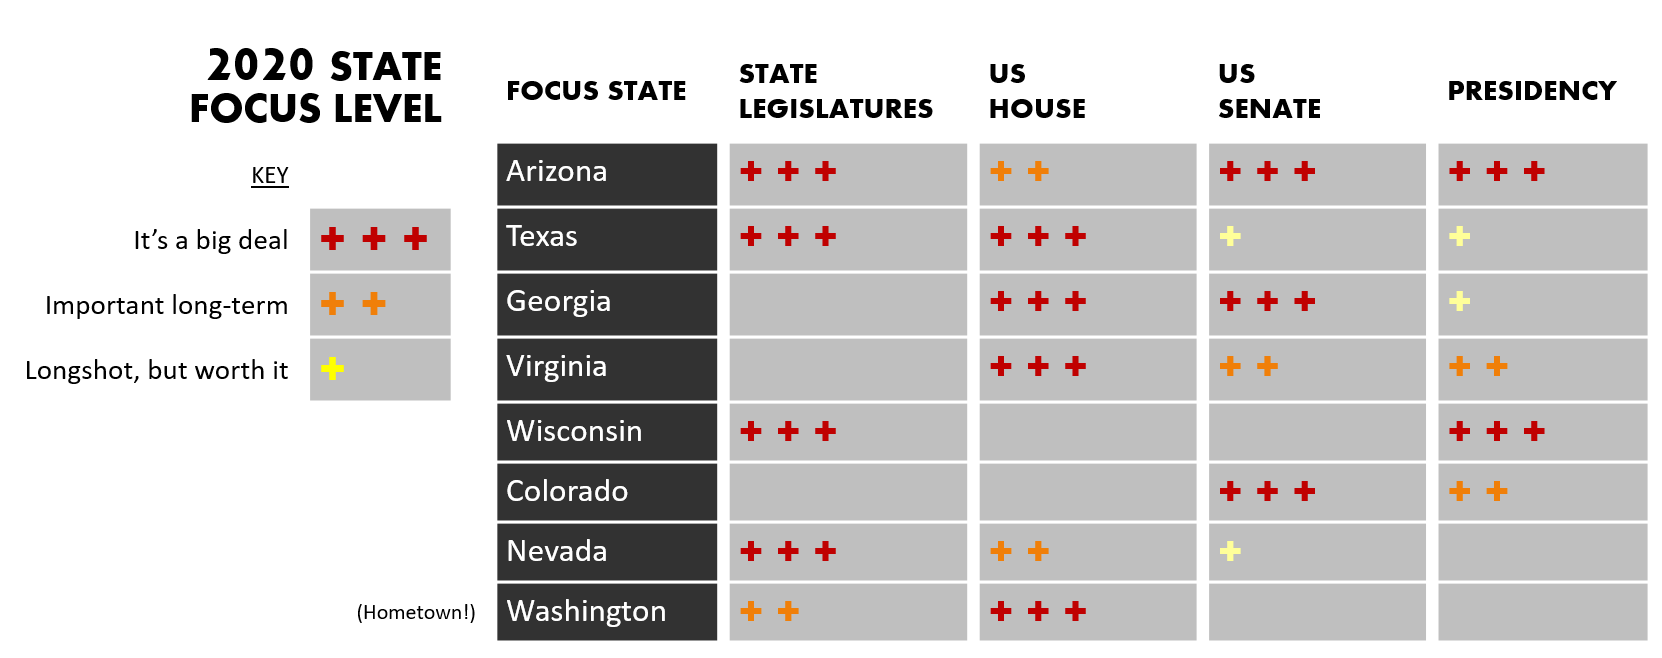 2020 STATE
FOCUS LEVEL
KEY
It's a big deal + + +
Important long-term + +
Longshot, but worth it +
(Hometown!)
FOCUS STATE
STATE
LEGISLATURES
US
HOUSE
US
SENATE
PRESIDENCY
Arizona + + + + + + + + + + +
Texas + + + + + + + +
Georgia + + + + + + +
Virginia + + + + + + +
Wisconsin + + + + + +
Colorado + + + + +
Nevada + + + + + +
Washington + + + + +